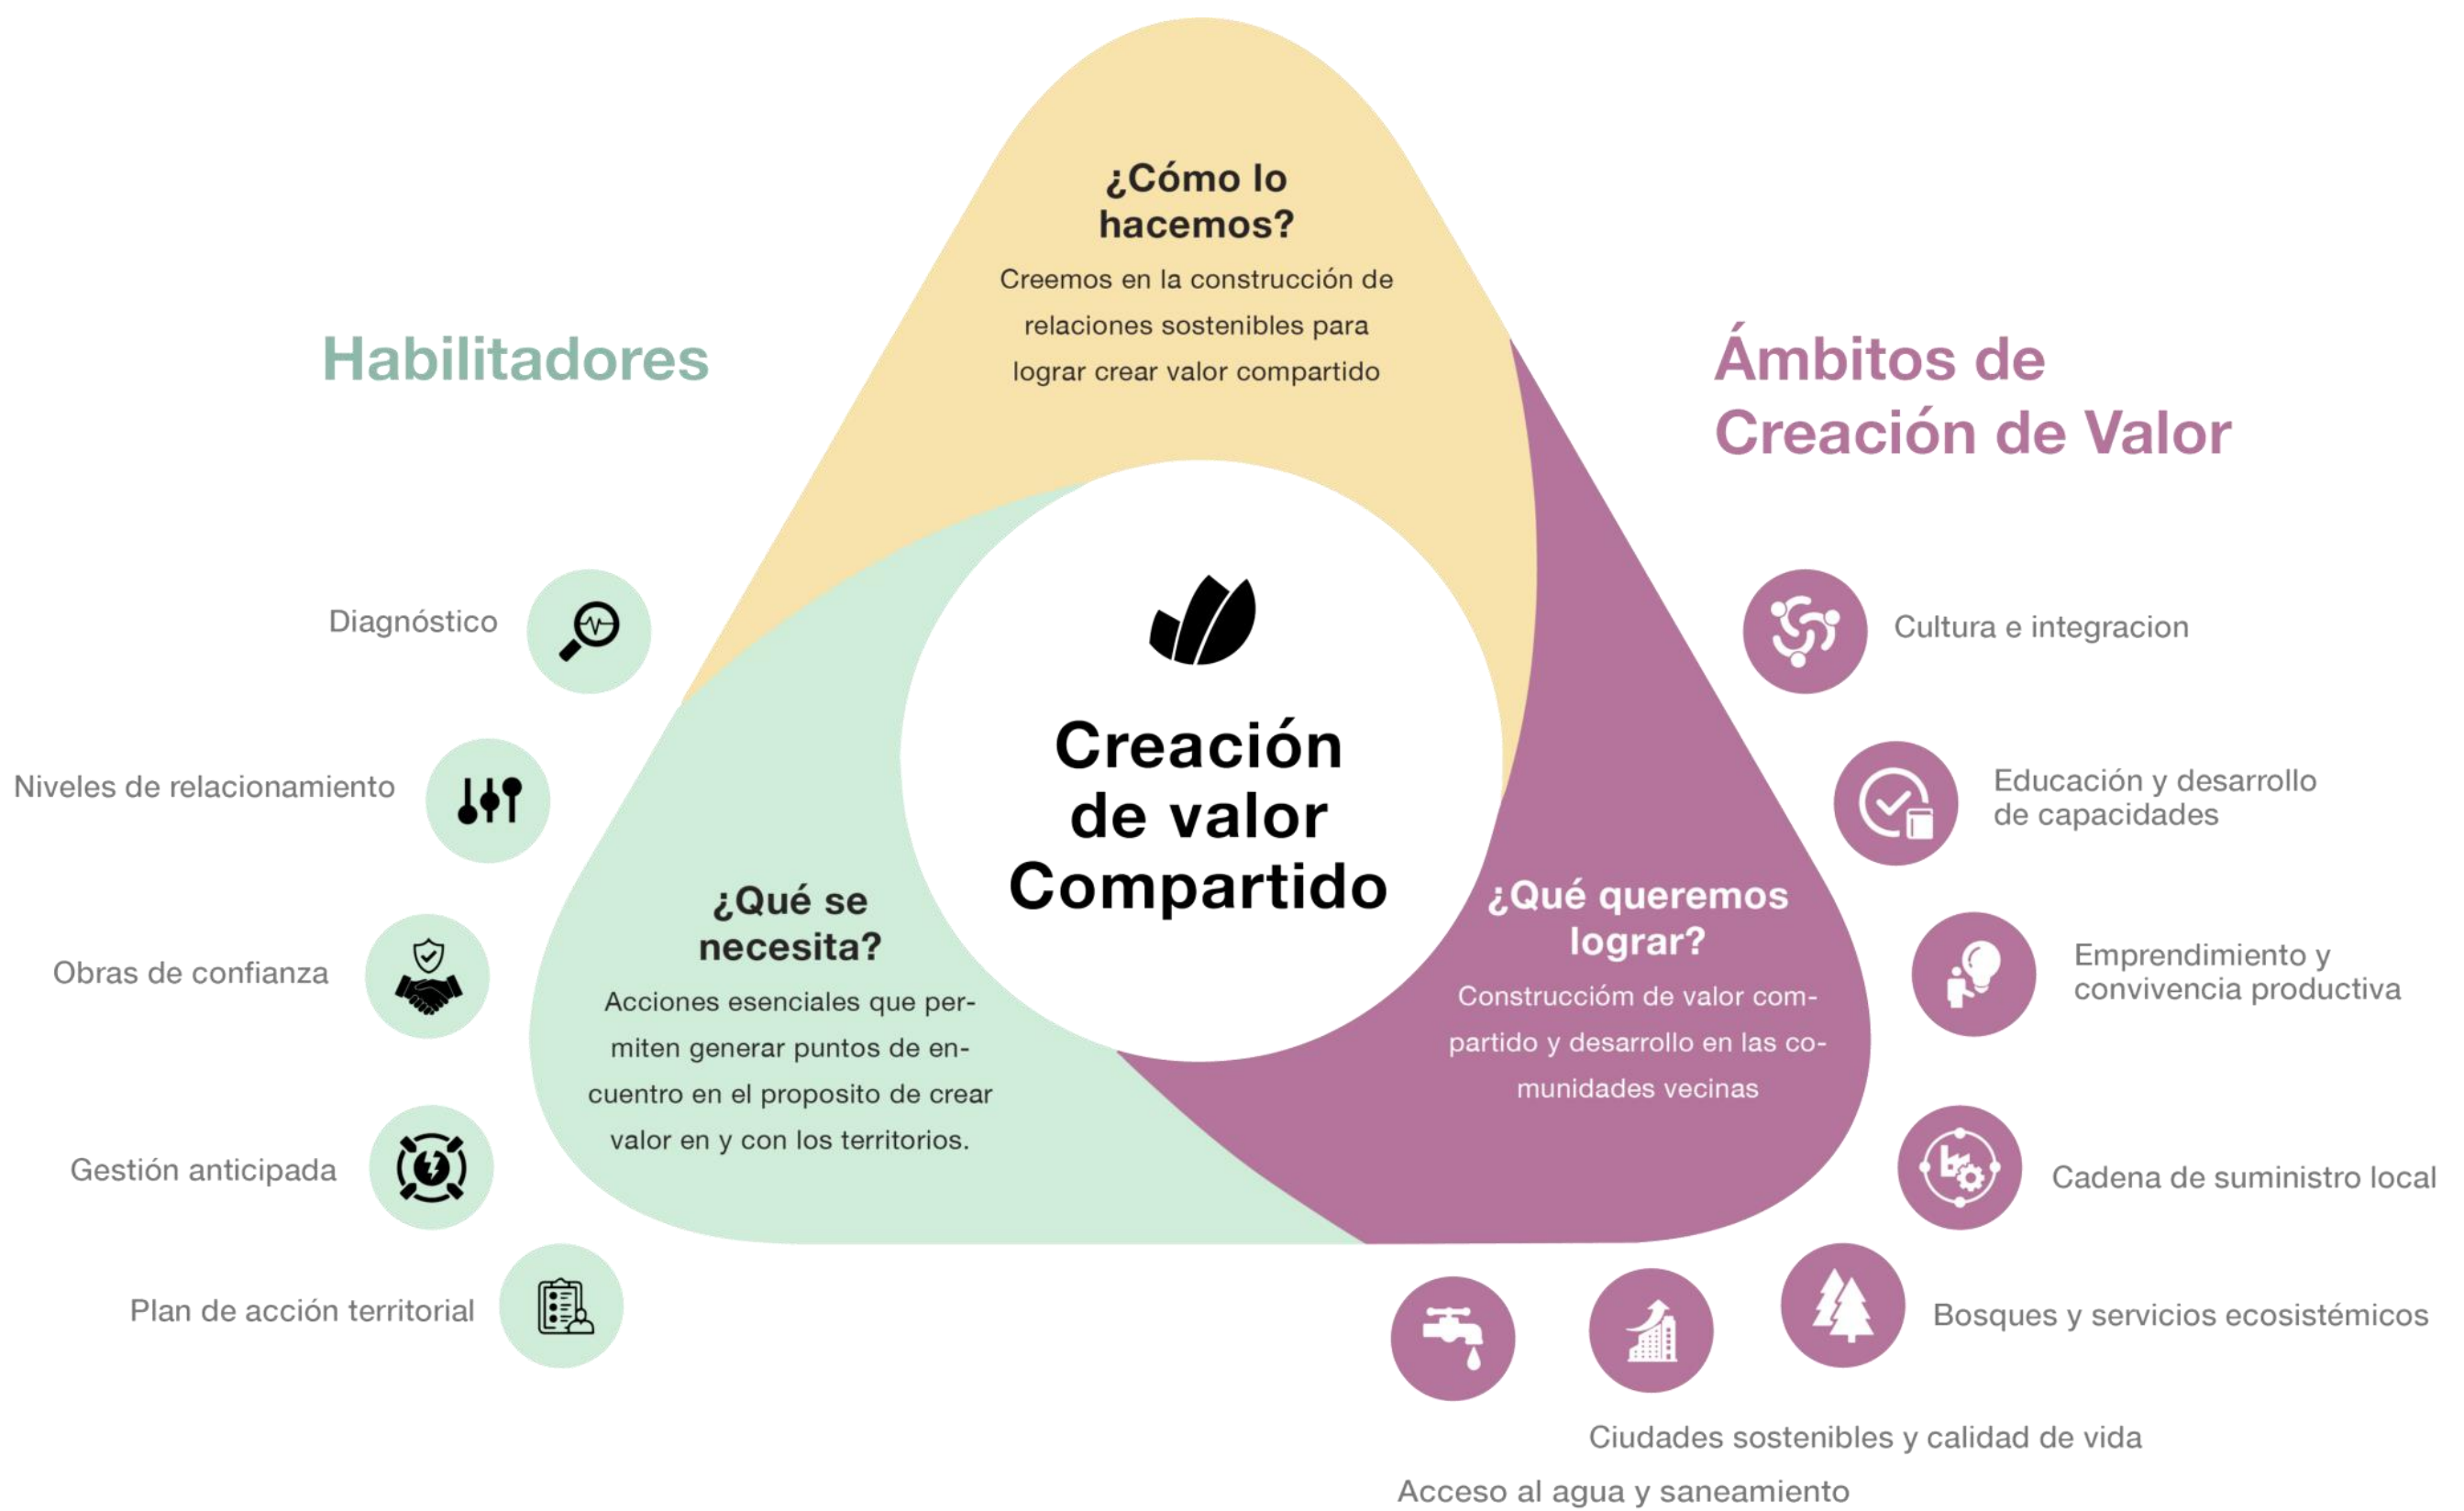 ¿Cómo lo
hacemos?
Creemos en la construcción de
relaciones sostenibles para
lograr crear valor compartido
Habilitadores
Diagnóstico
Niveles de relacionamiento
Obras de confianza
Gestión anticipada
Plan de acción territorial
¿Qué se
necesita?
Acciones esenciales que per-
miten generar puntos de en-
cuentro en el proposito de crear
valor en y con los territorios.
Creación
de valor
Compartido
¿Qué queremos
lograr?
Construccióm de valor com-
partido y desarrollo en las co-
munidades vecinas
Ámbitos de
Creación de Valor
Cultura e integracion
Educación y desarrollo
de capacidades
Emprendimiento y
convivencia productiva
Cadena de suministro local
Bosques y servicios ecosistémicos
Ciudades sostenibles y calidad de vida
Acceso al agua y saneamiento